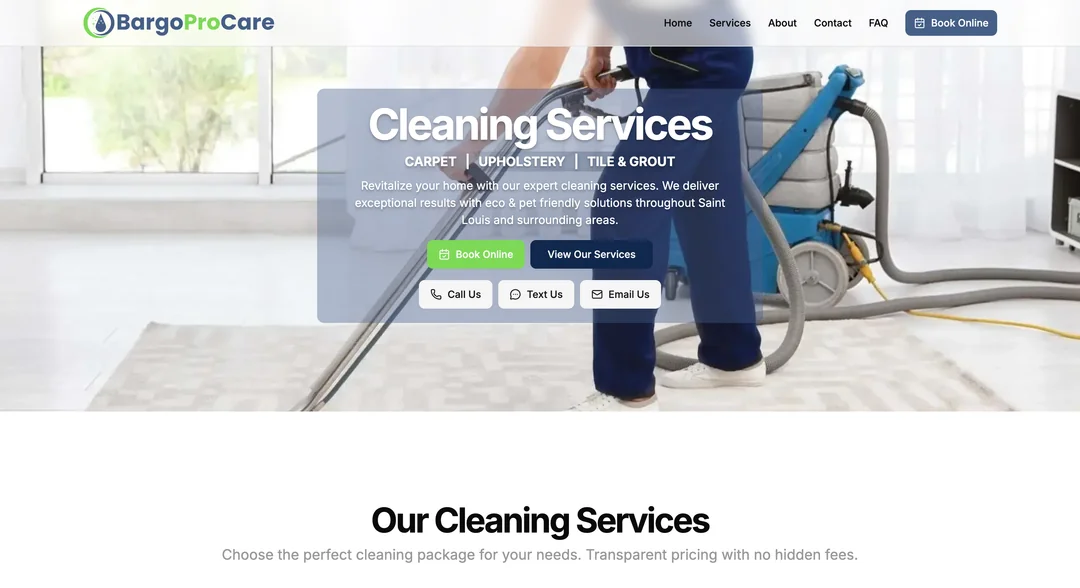 BargoProCare
Home
Services
About
Contact
FAQ
Book Online
Cleaning Services
CARPET | UPHOLSTERY | TILE & GROUT
Revitalize your home with our expert cleaning services. We deliver
exceptional results with eco & pet friendly solutions throughout Saint
Louis and surrounding areas.
Book Online
View Our Services
Call Us
Text Us
Email Us
Our Cleaning Services
Choose the perfect cleaning package for your needs. Transparent pricing with no hidden fees.